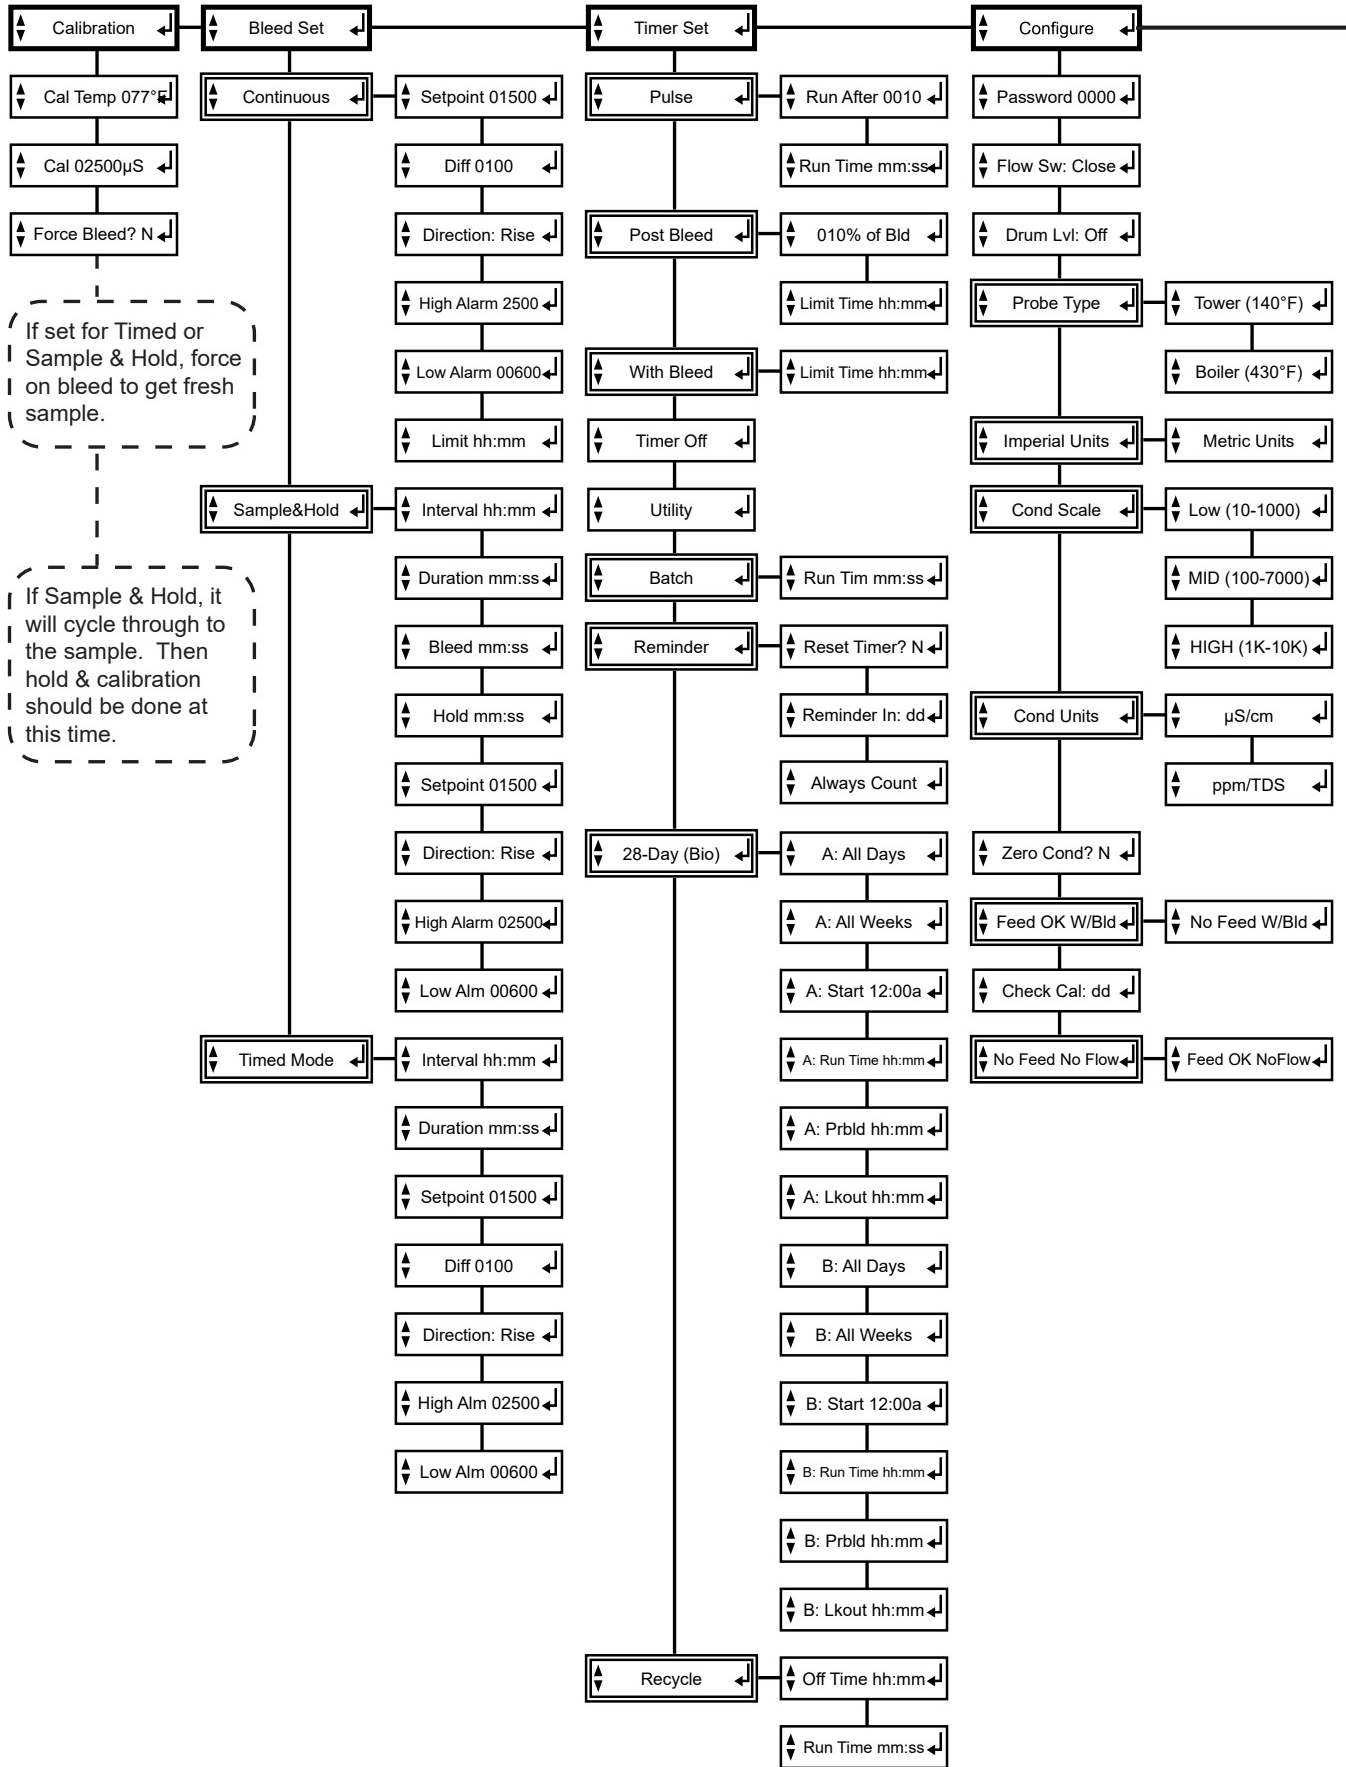 Calibration
Cal Temp 077°F
Cal 02500µS
Force Bleed? N
If set for Timed or
Sample & Hold, force
on bleed to get fresh
sample.
If Sample & Hold, it
will cycle through to
the sample. Then
hold & calibration
should be done at
this time.
Bleed Set
Continuous
Setpoint 01500
Diff 0100
Direction: Rise
High Alarm 2500
Low Alarm 00600
Limit hh:mm
Sample&Hold
Interval hh:mm
Duration mm:ss
Bleed mm:ss
Hold mm:ss
Setpoint 01500
Direction: Rise
High Alarm 02500
Low Alm 00600
Timed Mode
Interval hh:mm
Duration mm:ss
Setpoint 01500
Diff 0100
Direction: Rise
High Alm 02500
Low Alm 00600
Timer Set
Pulse
Run After 0010
Run Time mm:ss
Post Bleed
010% of Bld
Limit Time hh:mm
With Bleed
Limit Time hh:mm
Timer Off
Utility
Batch
Run Tim mm:ss
Reminder
Reset Timer? N
Reminder In: dd
Always Count
28-Day (Bio)
A: All Days
A: All Weeks
A: Start 12:00a
A: Run Time hh:mm
A: Prbld hh:mm
A: Lkout hh:mm
B: All Days
B: All Weeks
B: Start 12:00a
B: Run Time hh:mm
B: Prbld hh:mm
B: Lkout hh:mm
Recycle
Off Time hh:mm
Run Time mm:ss
Configure
Password 0000
Flow Sw: Close
Drum Lvl: Off
Probe Type
Tower (140°F)
Boiler (430°F)
Imperial Units
Metric Units
Cond Scale
Low (10-1000)
MID (100-7000)
HIGH (1K-10K)
Cond Units
µS/cm
ppm/TDS
Zero Cond? N
Feed OK W/Bld
No Feed W/Bld
Check Cal: dd
No Feed No Flow
Feed OK NoFlow